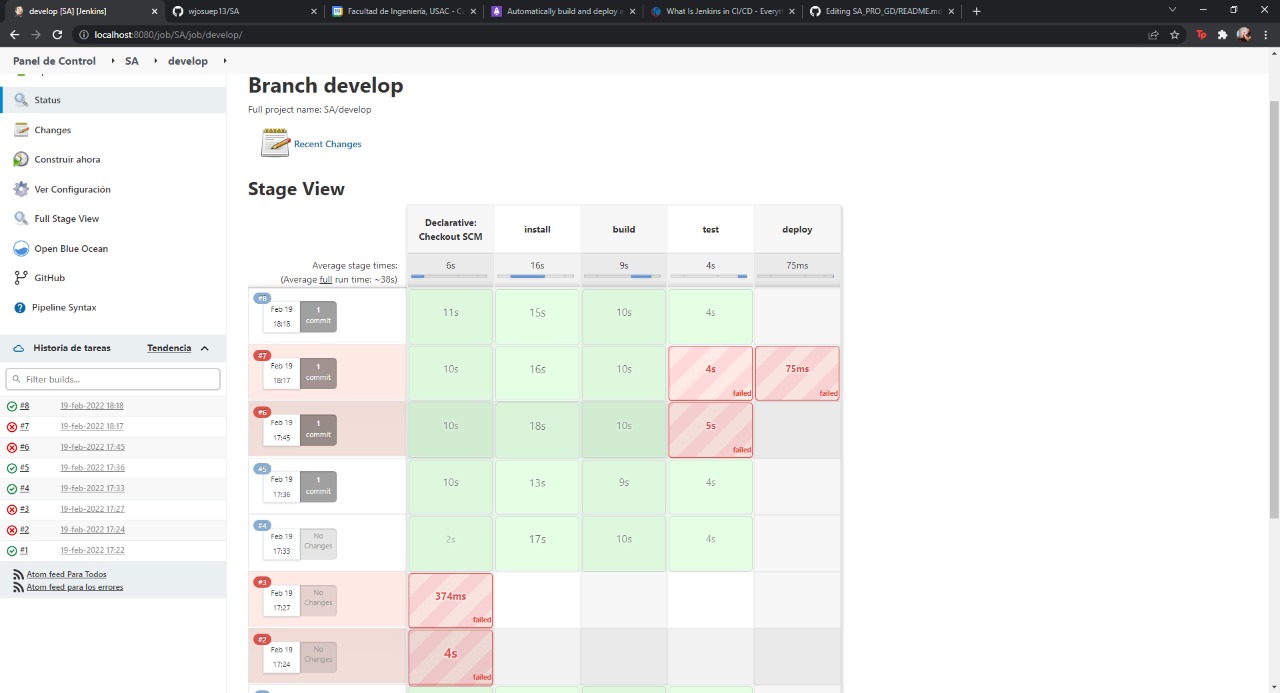 develop [SA] [Jenkins]
wjosuep13/SA
Facultad de Ingeniería, USAC - C
Automatically build and deploy
What Is Jenkins in CI/CD - Every
Editing SA_PRO_GD/README.md
localhost:8080/job/SA/job/develop/
Panel de Control
SA
develop
Status
Changes
Construir ahora
Ver Configuración
Full Stage View
Open Blue Ocean
GitHub
Pipeline Syntax
Historia de tareas
Tendencia
Filter builds...
#8 19-feb-2022 18:18
#7 19-feb-2022 18:17
#6 19-feb-2022 17:45
#5 19-feb-2022 17:36
#4 19-feb-2022 17:33
#3 19-feb-2022 17:27
#2 19-feb-2022 17:24
#1 19-feb-2022 17:22
Atom feed Para Todos
Atom feed para los errores
Branch develop
Full project name: SA/develop
Recent Changes
Stage View
Declarative:
Checkout SCM
install
build
test
deploy
Average stage times:
(Average full run time: ~38s)
6s
16s
9s
4s
75ms
#8
Feb 19
18:18
1
commit
11s
15s
10s
4s
#7
Feb 19
18:17
1
commit
10s
16s
10s
4s
failed
75ms
failed
#6
Feb 19
17:45
1
commit
10s
18s
10s
5s
failed
#5
Feb 19
17:36
1
commit
10s
13s
9s
4s
#4
Feb 19
17:33
No
Changes
2s
17s
10s
4s
#3
Feb 19
17:27
No
Changes
374ms
failed
#2
Feb 19
17:24
No
Changes
4s
failed